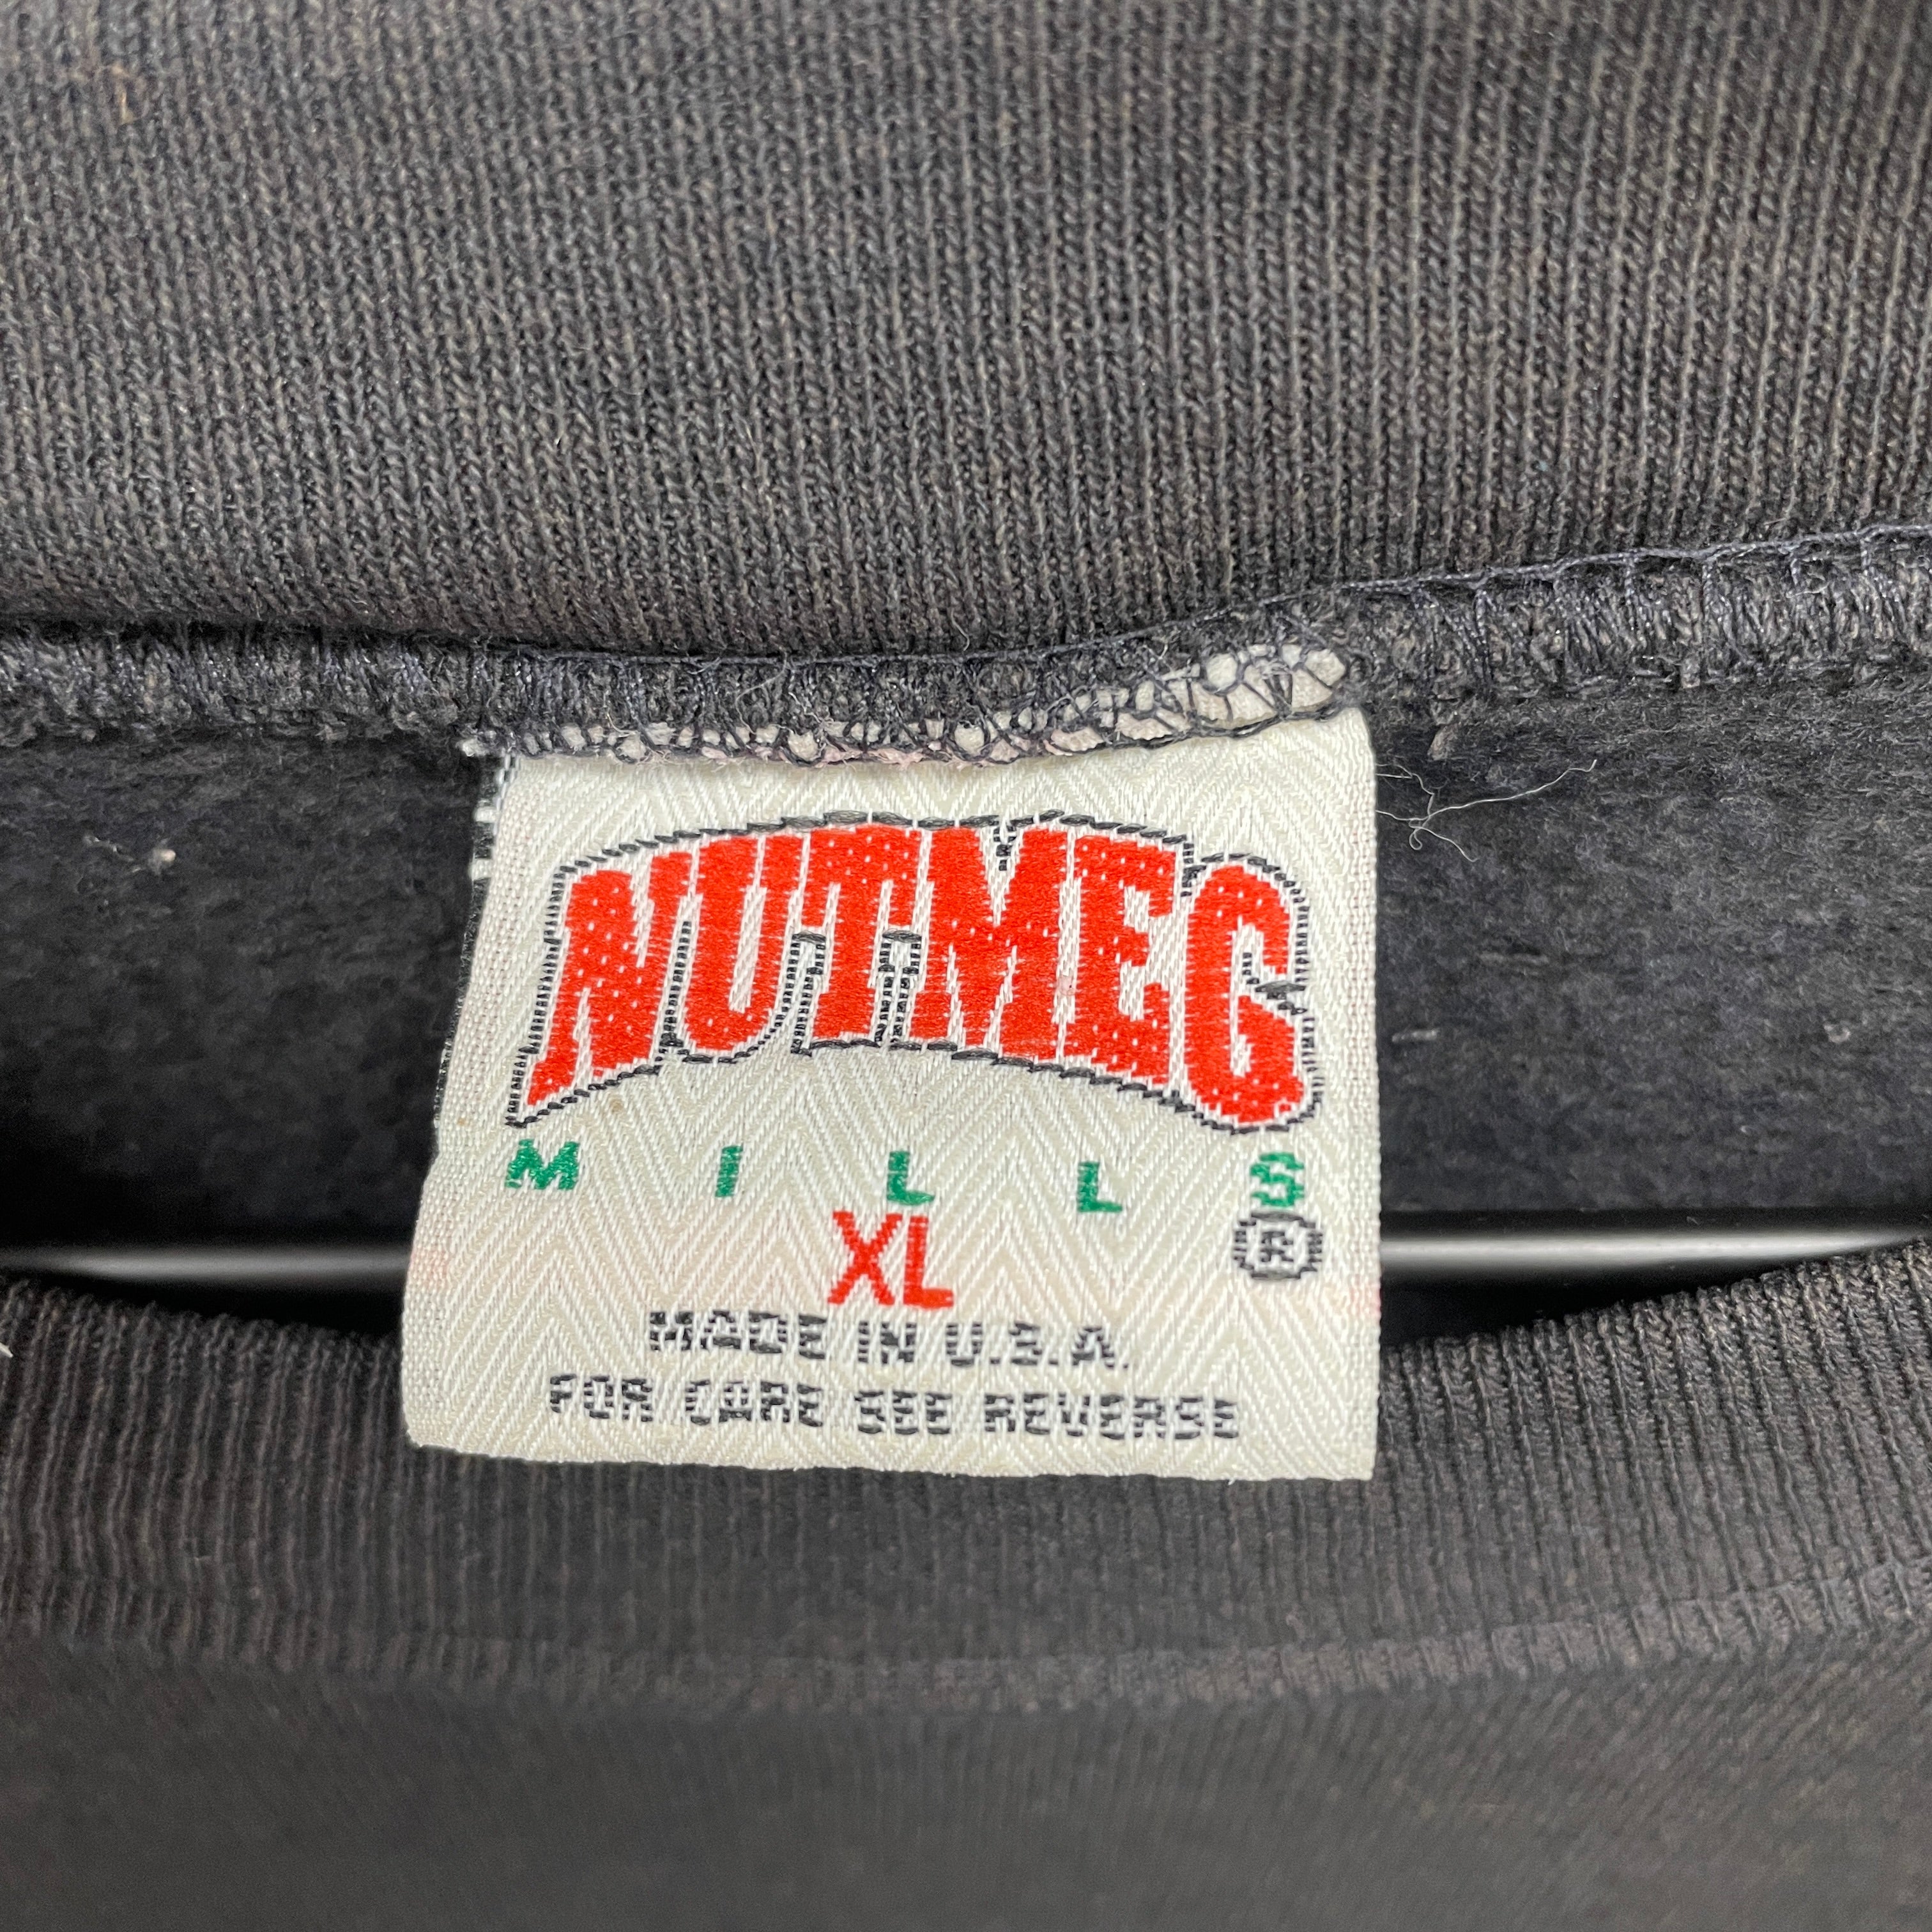 NUTMEG
MILLS
XL ®
MADE IN U.S.A.
FOR CARE SEE REVERSE